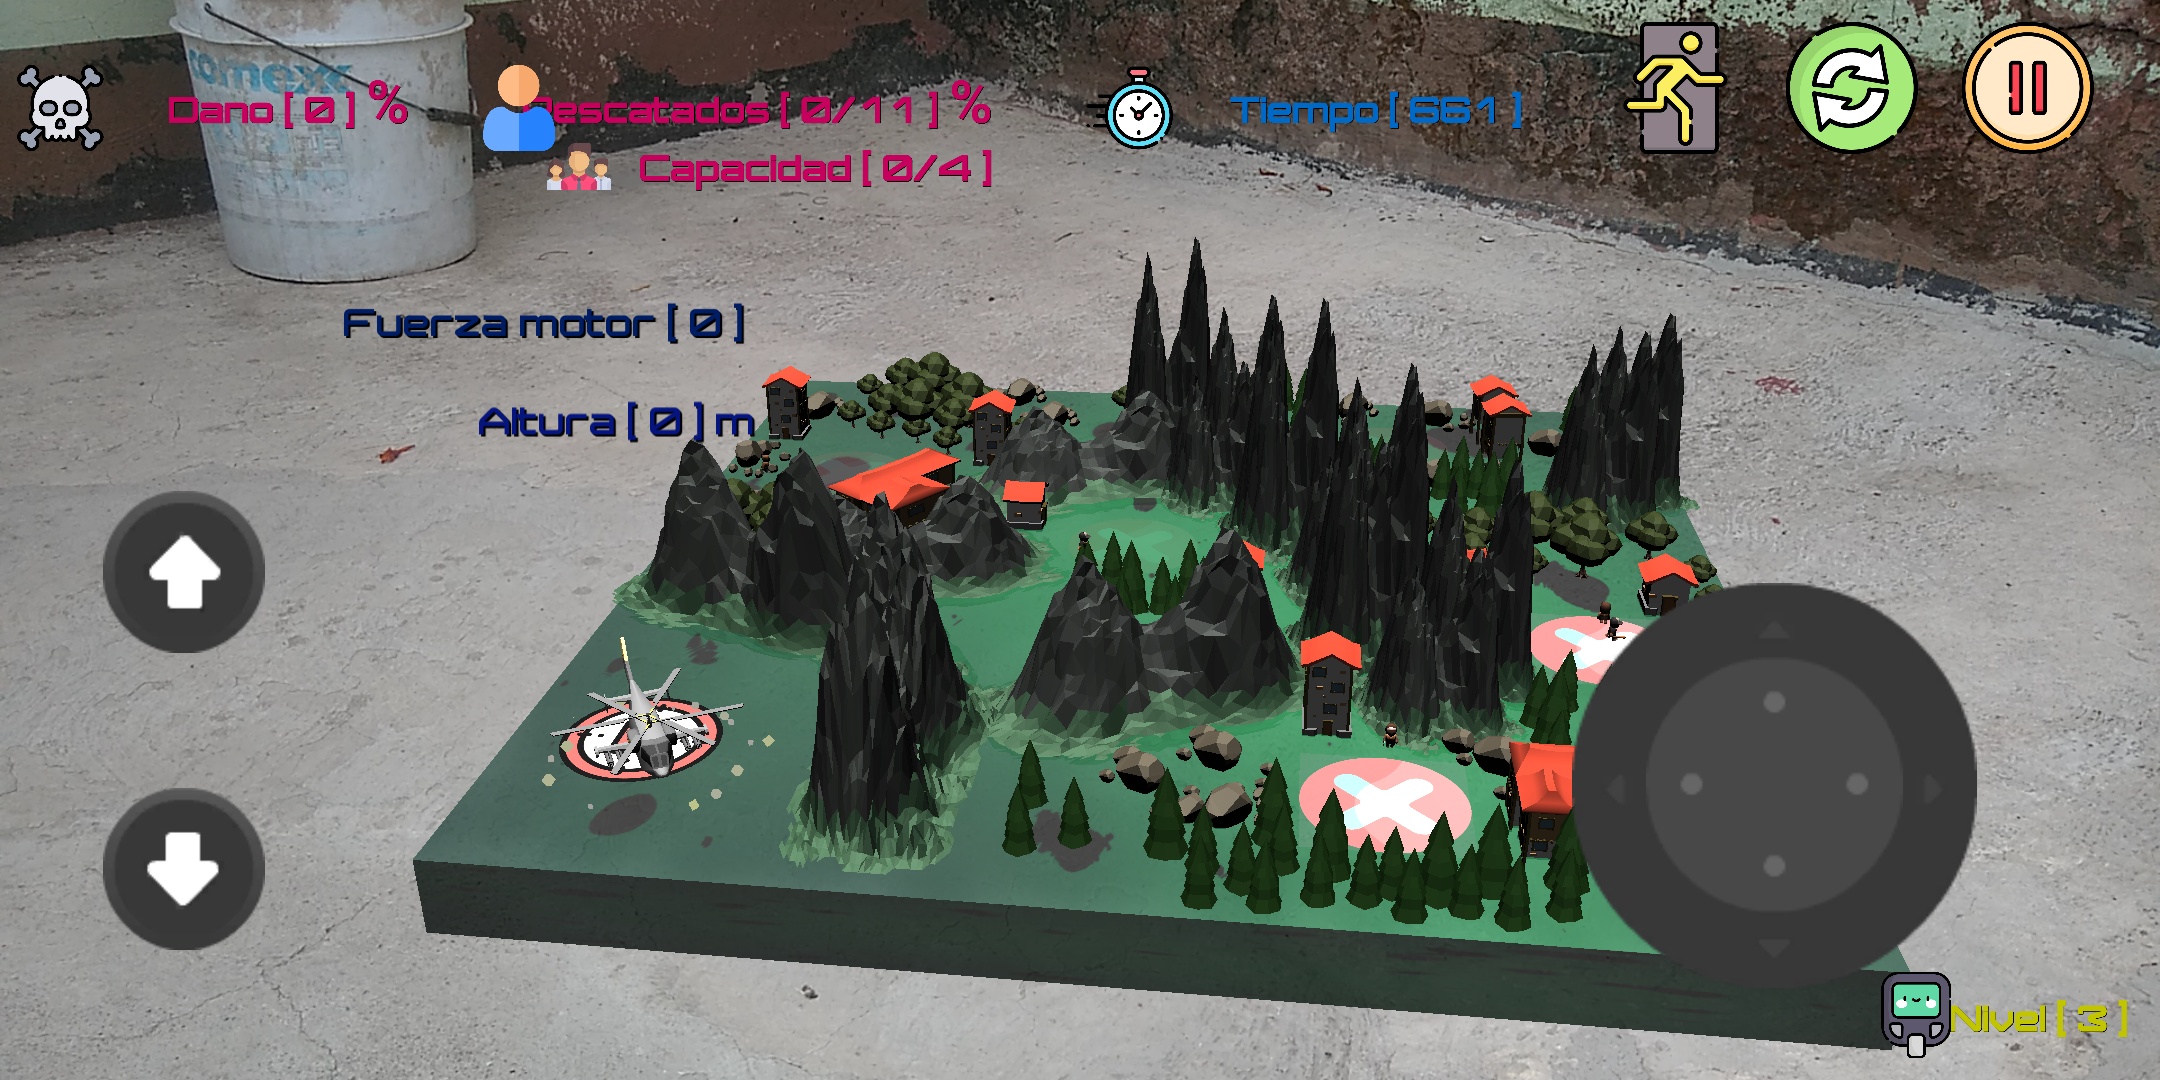 Dano [ 0 ] %
escatados [ 0/11 ] %
Tiempo [ 661 ]
Capacidad [ 0/4 ]
Fuerza motor [ 0 ]
Altura [ 0 ] m
Nivel [ 3 ]